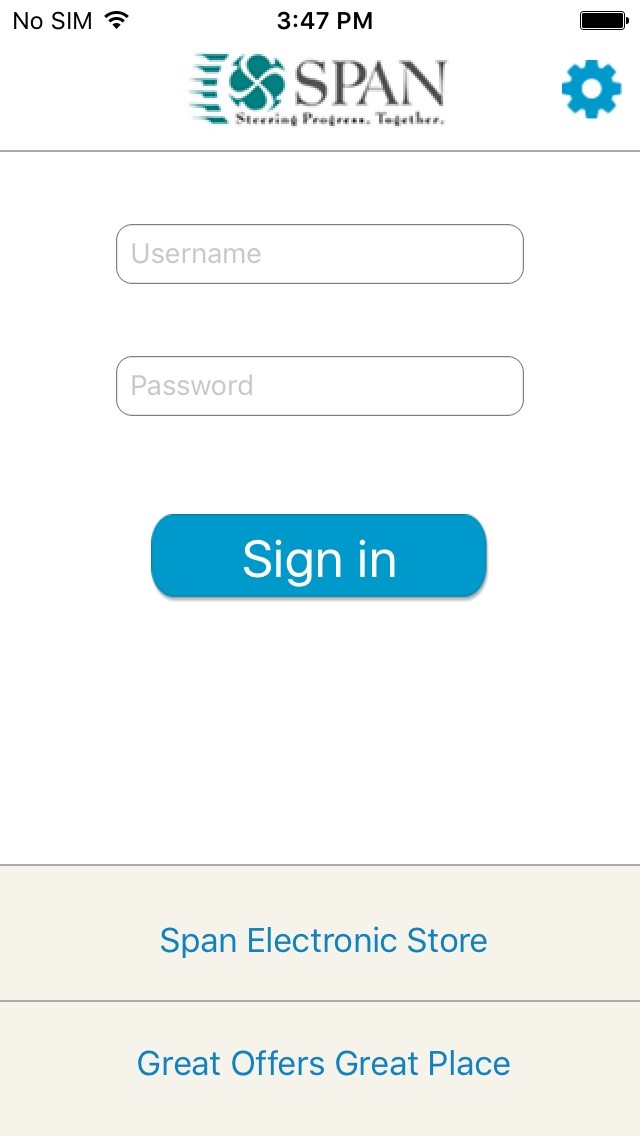 No SIM 3:47 PM
SPAN
Steering Progress. Together.
Username
Password
Sign in
Span Electronic Store
Great Offers Great Place